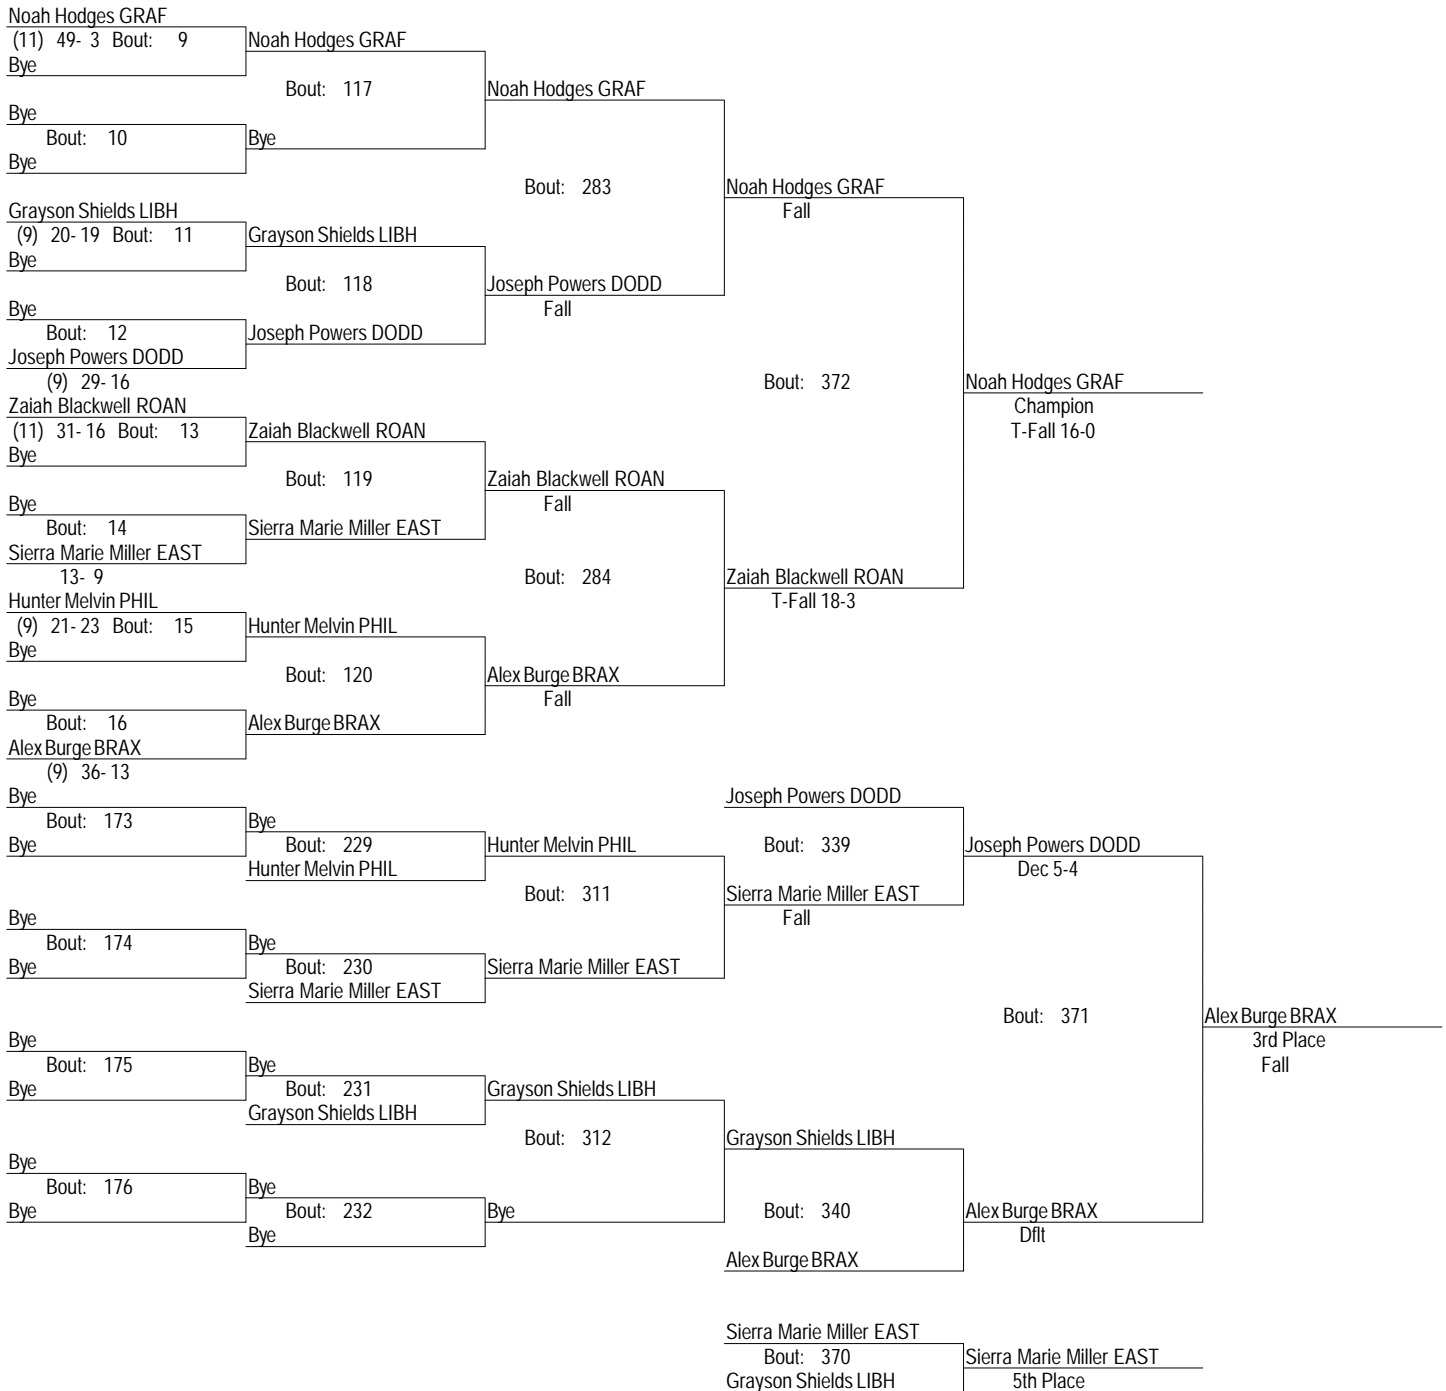 Noah Hodges GRAF
(11) 49- 3 Bout: 9
Noah Hodges GRAF
Bye
Bout: 117
Noah Hodges GRAF
Bye
Bout: 10
Bye
Bye
Bout: 283
Noah Hodges GRAF
Fall
Grayson Shields LIBH
(9) 20- 19 Bout: 11
Grayson Shields LIBH
Bye
Bout: 118
Joseph Powers DODD
Fall
Bye
Bout: 12
Joseph Powers DODD
Joseph Powers DODD
(9) 29- 16
Bout: 372
Noah Hodges GRAF
Champion
T-Fall 16-0
Zaiah Blackwell ROAN
(11) 31- 16 Bout: 13
Zaiah Blackwell ROAN
Bye
Bout: 119
Zaiah Blackwell ROAN
Fall
Bye
Bout: 14
Sierra Marie Miller EAST
Sierra Marie Miller EAST
13- 9
Bout: 284
Zaiah Blackwell ROAN
T-Fall 18-3
Hunter Melvin PHIL
(9) 21- 23 Bout: 15
Hunter Melvin PHIL
Bye
Bout: 120
Alex Burge BRAX
Fall
Bye
Bout: 16
Alex Burge BRAX
Alex Burge BRAX
(9) 36- 13
Bye
Bout: 173
Bye
Bye
Bout: 229
Hunter Melvin PHIL
Hunter Melvin PHIL
Joseph Powers DODD
Bout: 339
Joseph Powers DODD
Dec 5-4
Bout: 311
Sierra Marie Miller EAST
Fall
Bye
Bout: 174
Bye
Bye
Bout: 230
Sierra Marie Miller EAST
Sierra Marie Miller EAST
Bout: 371
Alex Burge BRAX
3rd Place
Fall
Bye
Bout: 175
Bye
Bye
Bout: 231
Grayson Shields LIBH
Grayson Shields LIBH
Bout: 312
Grayson Shields LIBH
Bye
Bout: 176
Bye
Bye
Bout: 232
Bye
Bye
Bout: 340
Alex Burge BRAX
Dflt
Alex Burge BRAX
Sierra Marie Miller EAST
Bout: 370
Sierra Marie Miller EAST
Grayson Shields LIBH
5th Place